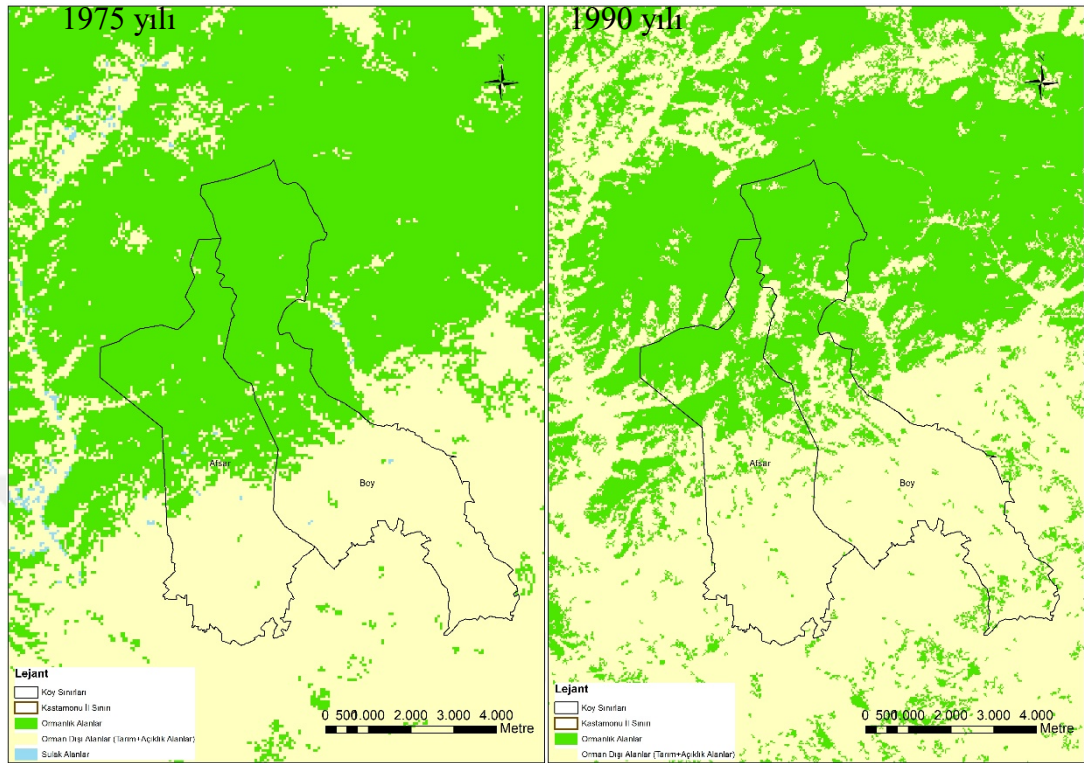 1975 yılı
N
Afsar
Boy
Lejant
Köy Sınırları
Kastamonu İl Sınırı
Ormanlık Alanlar
Orman Dışı Alanlar (Tarım+Açıklık Alanlar)
Sulak Alanlar
0 500 1.000 2.000 3.000 4.000
Metre
1990 yılı
N
Afsar
Boy
Lejant
Köy Sınırları
Kastamonu İl Sınırı
Ormanlık Alanlar
Orman Dışı Alanlar (Tarım+Açıklık Alanlar)
0 500 1.000 2.000 3.000 4.000
Metre